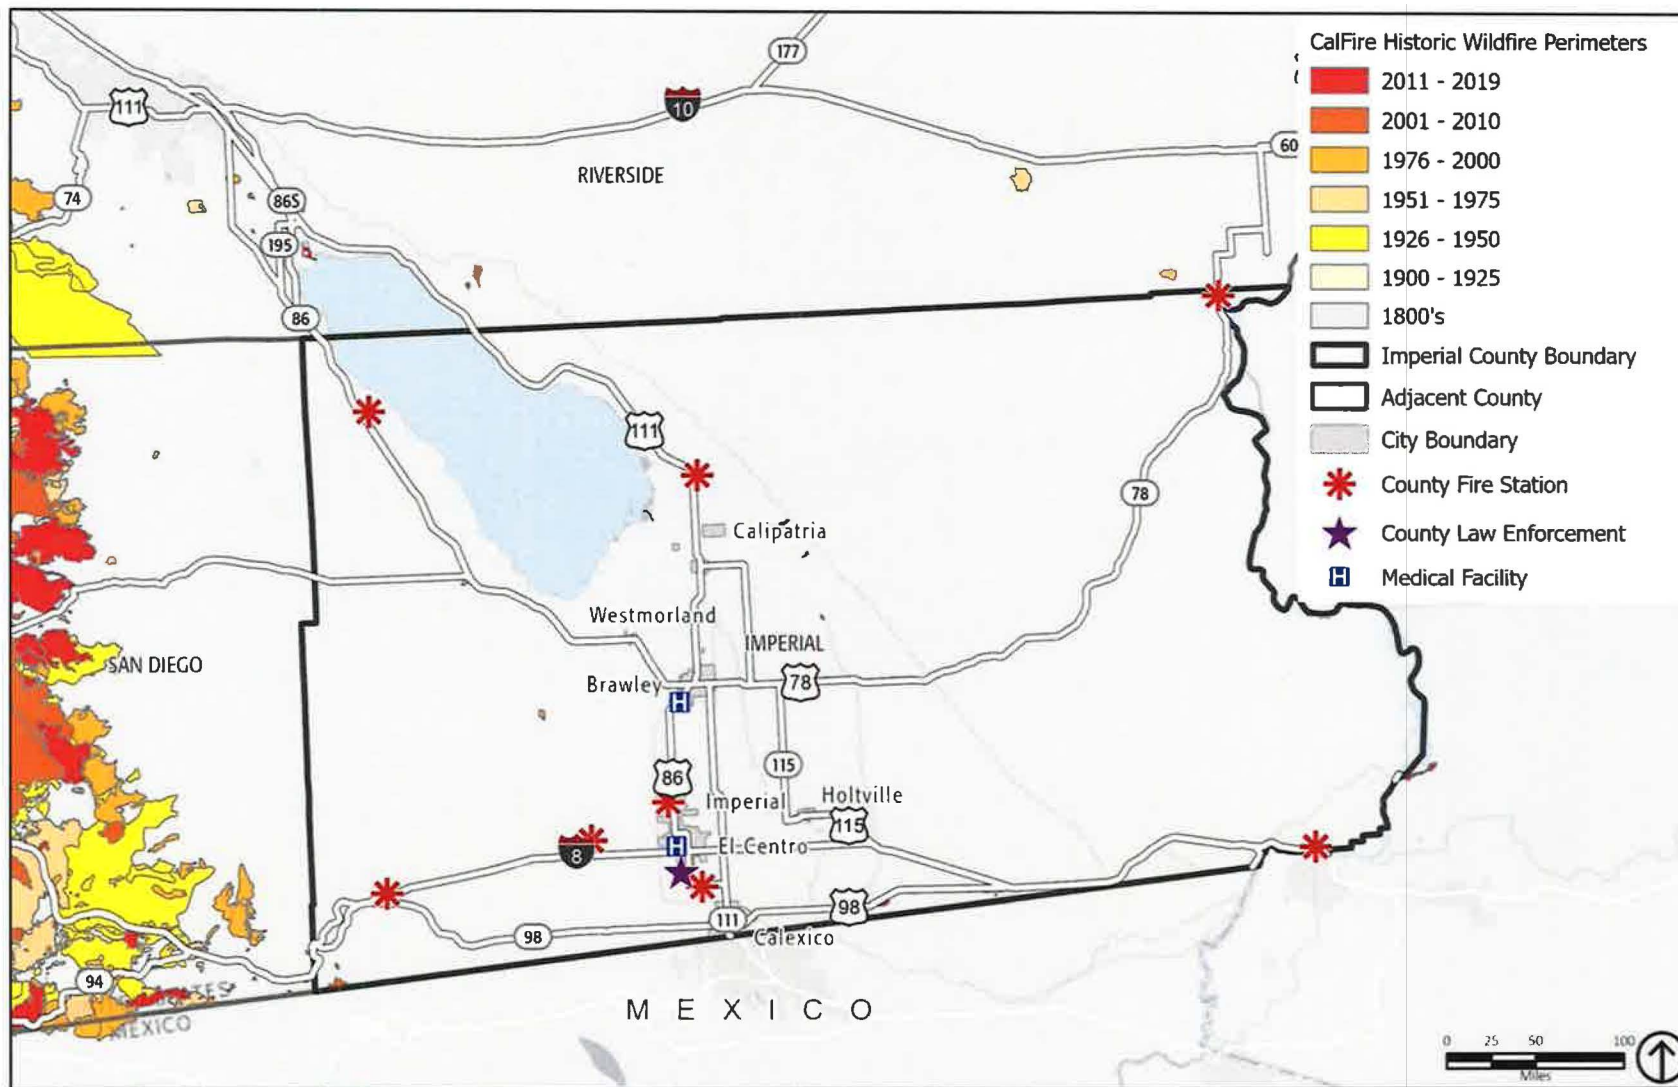 CalFire Historic Wildfire Perimeters
2011 - 2019
2001 - 2010
1976 - 2000
1951 - 1975
1926 - 1950
1900 - 1925
1800's
Imperial County Boundary
Adjacent County
City Boundary
County Fire Station
County Law Enforcement
Medical Facility
177
111
10
60
RIVERSIDE
74
86S
195
86
111
78
Calipatria
Westmorland
IMPERIAL
SAN DIEGO
Brawley
78
H
115
86
Imperial
Holtville
115
8
H
El Centro
98
111
98
Calexico
94
MEXICO
MEXICO
0 25 50 100
Miles